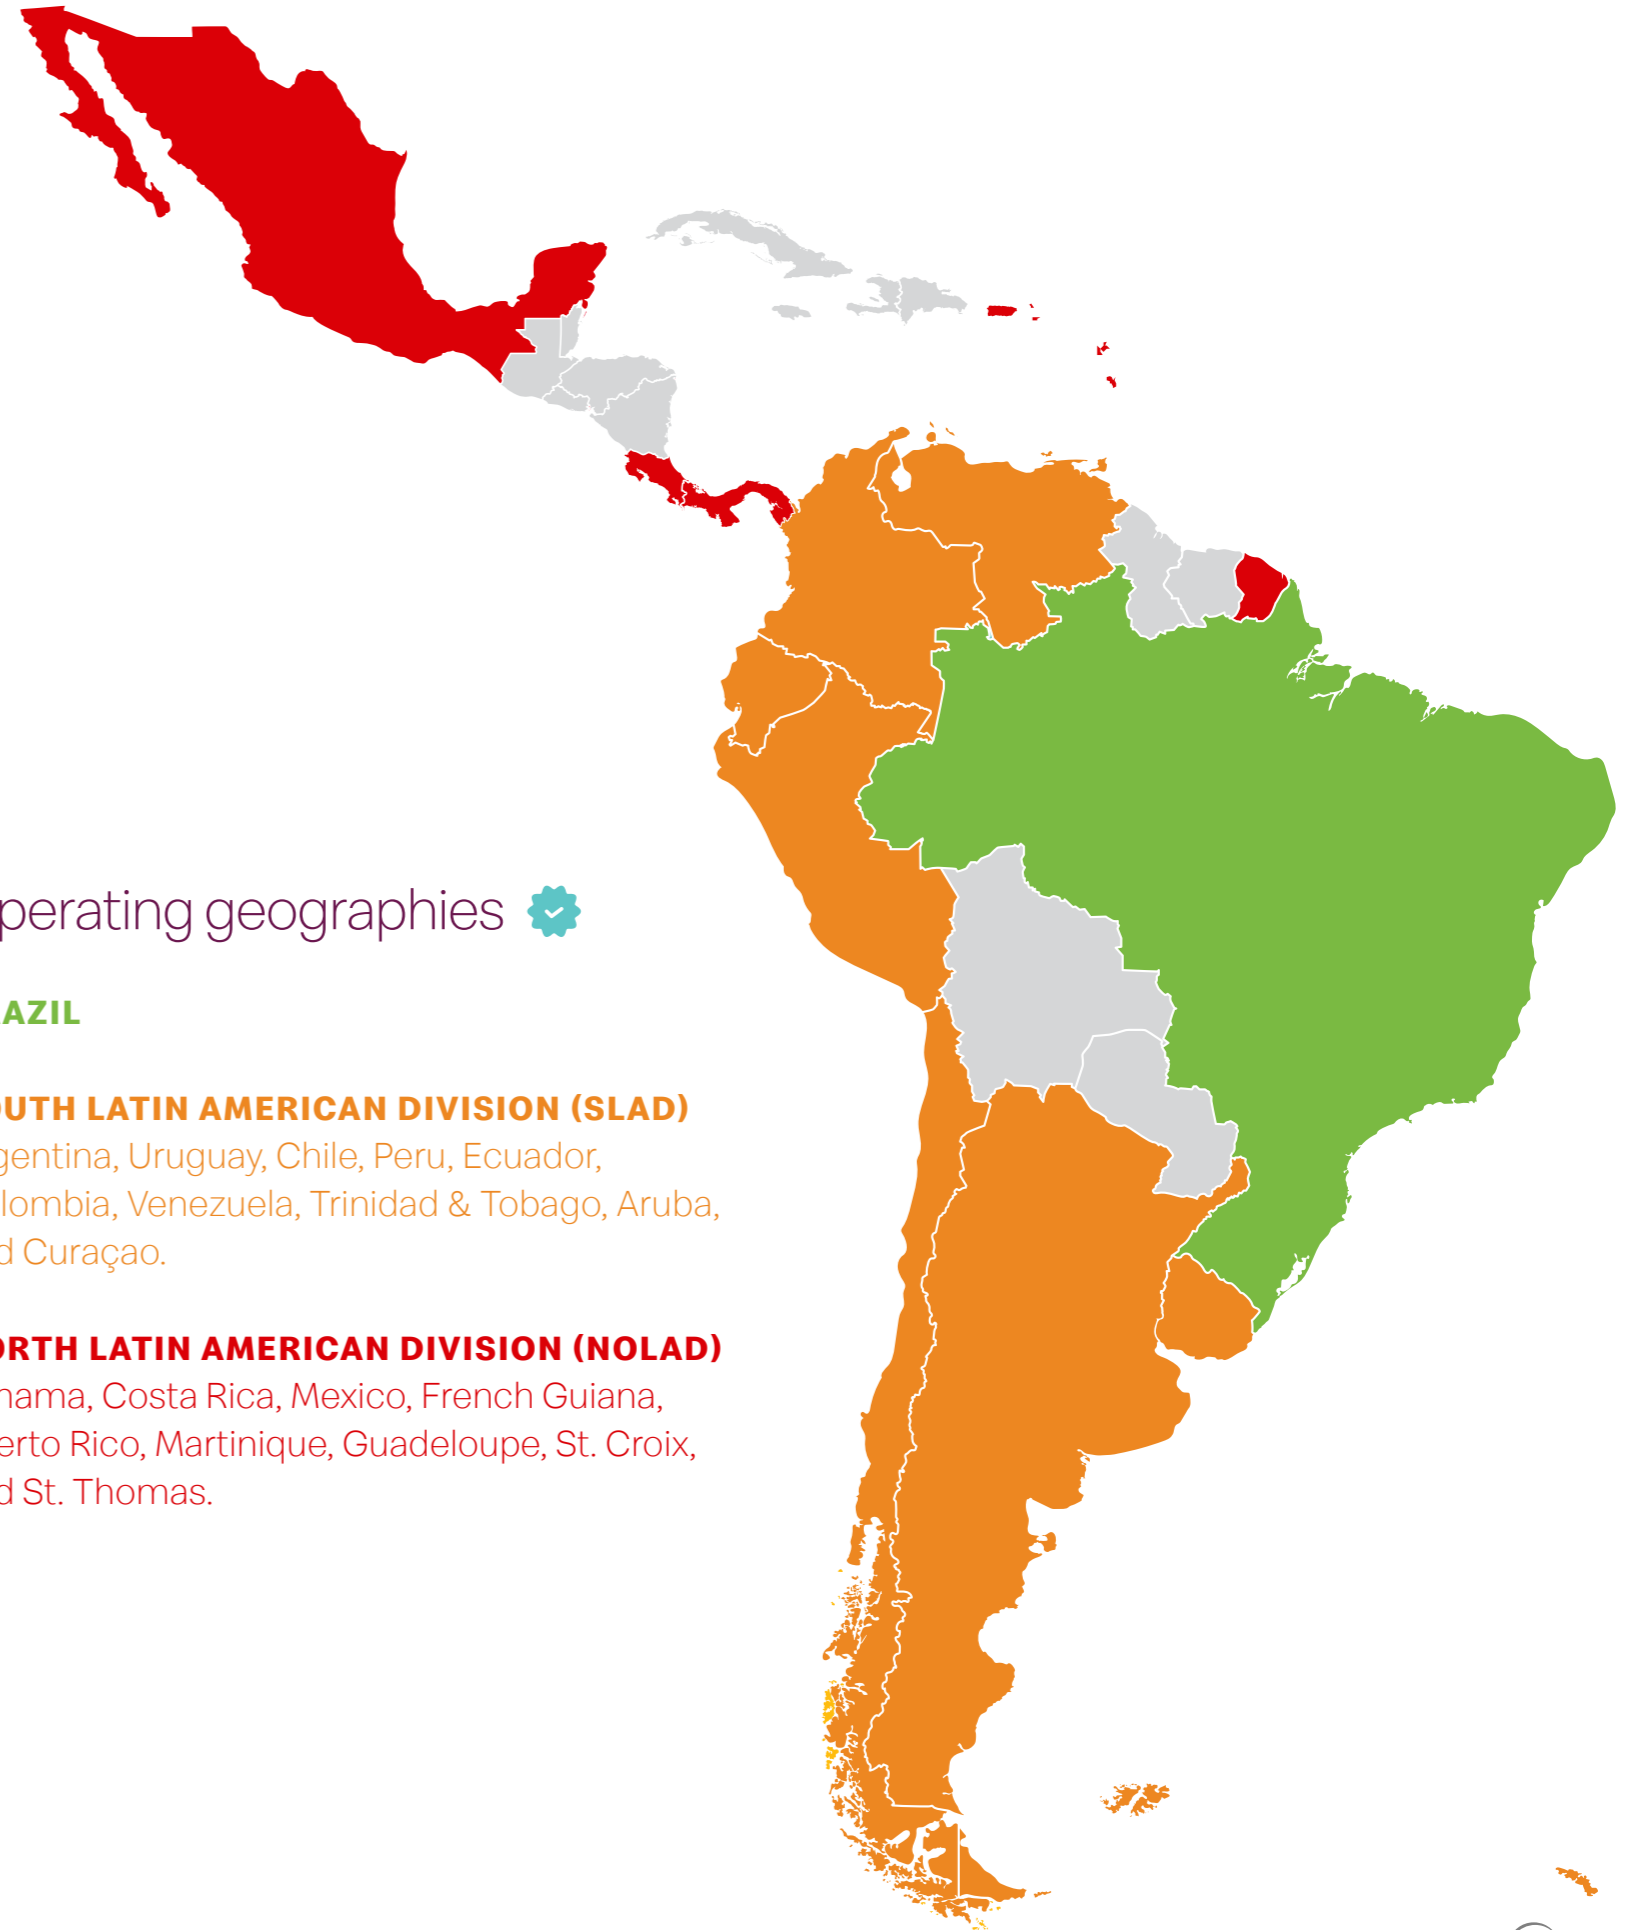 perating geographies
AZIL
UTH LATIN AMERICAN DIVISION (SLAD)
gentina, Uruguay, Chile, Peru, Ecuador,
lombia, Venezuela, Trinidad & Tobago, Aruba,
d Curaçao.
RTH LATIN AMERICAN DIVISION (NOLAD)
nama, Costa Rica, Mexico, French Guiana,
erto Rico, Martinique, Guadeloupe, St. Croix,
d St. Thomas.